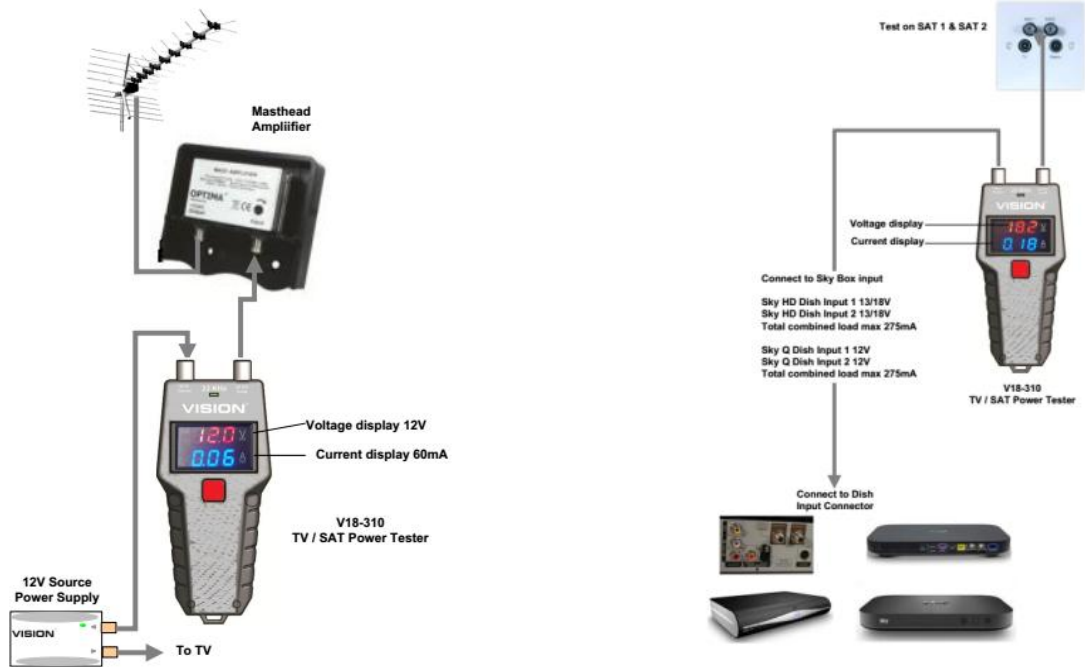 Masthead
Ampliifier
OPTIMA
VISION
12.0 V
0.06 A
Voltage display 12V
Current display 60mA
V18-310
TV / SAT Power Tester
12V Source
Power Supply
VISION
To TV
Test on SAT 1 & SAT 2
VISION
18.2 V
0.18 A
Voltage display
Current display
Connect to Sky Box input
Sky HD Dish Input 1 13/18V
Sky HD Dish Input 2 13/18V
Total combined load max 275mA
Sky Q Dish Input 1 12V
Sky Q Dish Input 2 12V
Total combined load max 275mA
V18-310
TV / SAT Power Tester
Connect to Dish
Input Connector